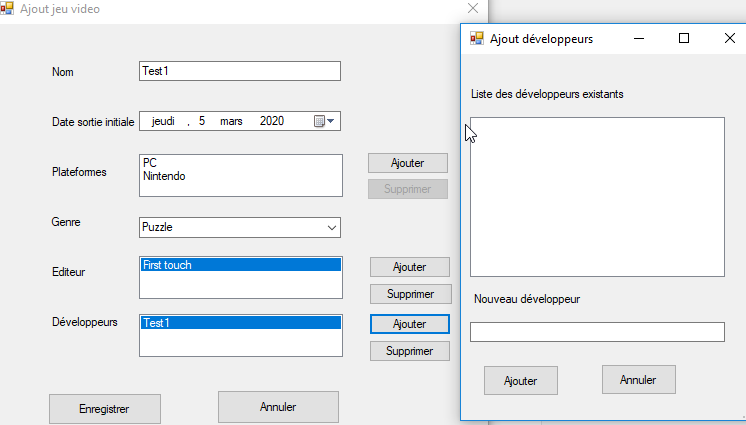 Ajout jeu video
Nom
Test1
Date sortie initiale
jeudi , 5 mars 2020
Plateformes
PC
Nintendo
Ajouter
Supprimer
Genre
Puzzle
Editeur
First touch
Ajouter
Supprimer
Développeurs
Test1
Ajouter
Supprimer
Enregistrer
Annuler
Ajout développeurs
Liste des développeurs existants
Nouveau développeur
Ajouter
Annuler